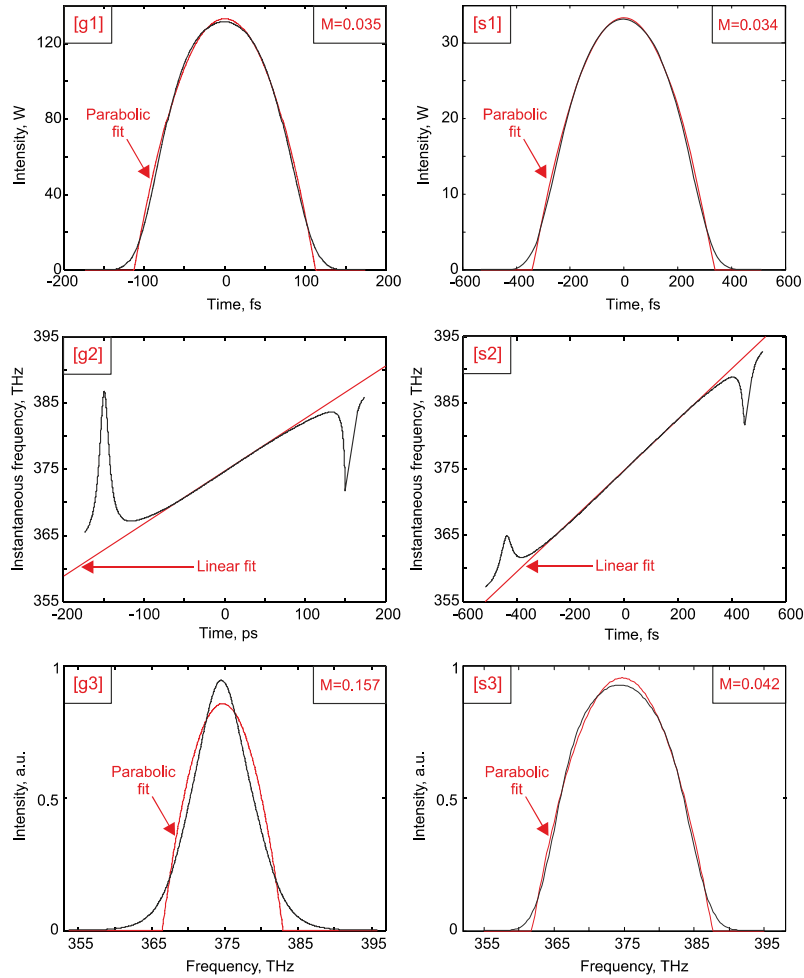 [g1]
M=0.035
Parabolic
fit
Intensity, W
130
80
40
0
-200
-100
0
100
200
Time, fs
[s1]
M=0.034
Parabolic
fit
Intensity, W
30
20
10
0
-600
-400
-200
0
200
400
600
Time, fs
[g2]
Linear fit
Instantaneous frequency, THz
395
385
375
365
355
-200
-100
0
100
200
Time, ps
[s2]
Linear fit
Instantaneous frequency, THz
395
385
375
365
355
-600
-400
-200
0
200
400
600
Time, fs
[g3]
M=0.157
Parabolic
fit
Intensity, a.u.
1
0.5
0
355
365
375
385
395
Frequency, THz
[s3]
M=0.042
Parabolic
fit
Intensity, a.u.
1
0.5
0
355
365
375
385
395
Frequency, THz